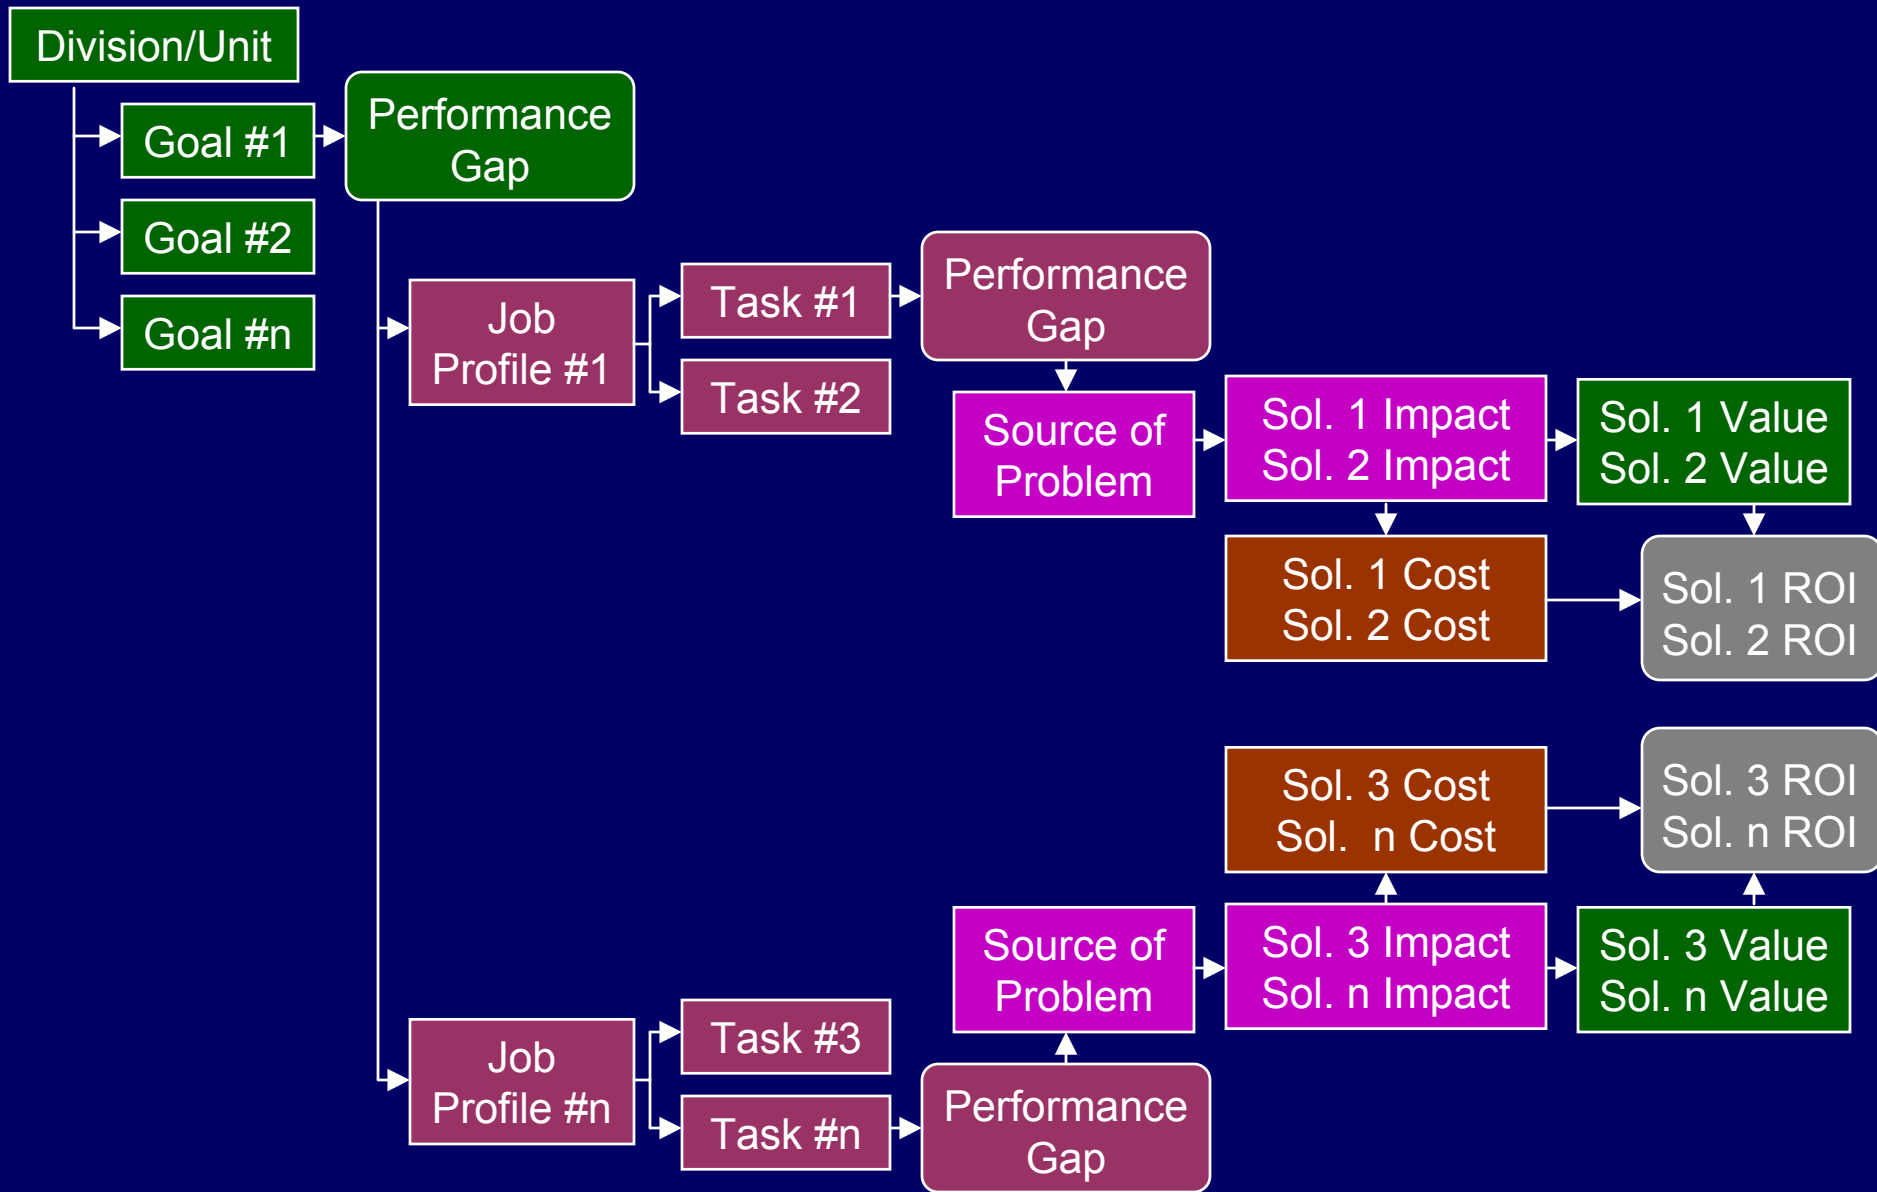 Division/Unit
Goal #1
Goal #2
Goal #n
Performance
Gap
Job
Profile #1
Task #1
Task #2
Performance
Gap
Source of
Problem
Sol. 1 Impact
Sol. 2 Impact
Sol. 1 Value
Sol. 2 Value
Sol. 1 Cost
Sol. 2 Cost
Sol. 1 ROI
Sol. 2 ROI
Sol. 3 Cost
Sol. n Cost
Sol. 3 ROI
Sol. n ROI
Source of
Problem
Sol. 3 Impact
Sol. n Impact
Sol. 3 Value
Sol. n Value
Job
Profile #n
Task #3
Task #n
Performance
Gap